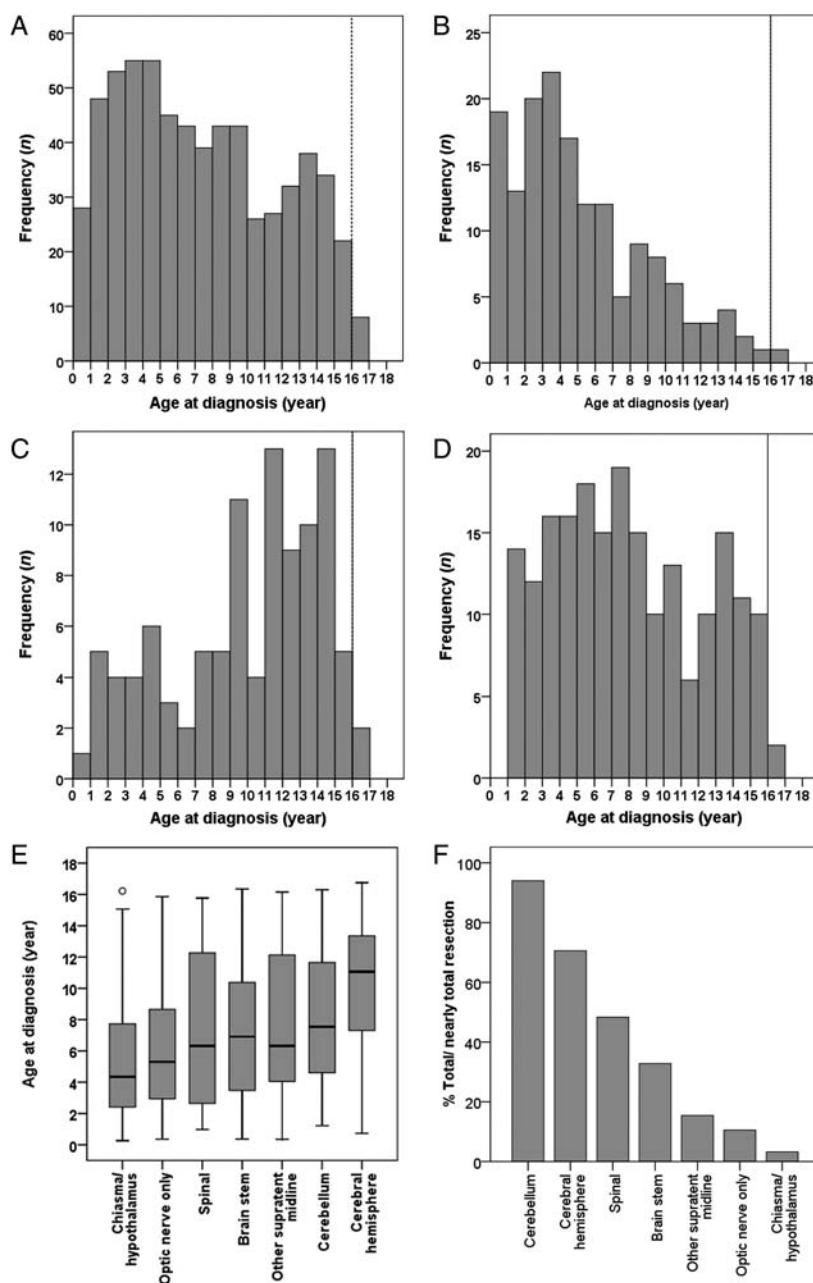 A
Frequency (n)
60
50
40
30
20
10
0
0 1 2 3 4 5 6 7 8 9 10 11 12 13 14 15 16 17 18
Age at diagnosis (year)
B
Frequency (n)
25
20
15
10
5
0
0 1 2 3 4 5 6 7 8 9 10 11 12 13 14 15 16 17 18
Age at diagnosis (year)
C
Frequency (n)
12
10
8
6
4
2
0
0 1 2 3 4 5 6 7 8 9 10 11 12 13 14 15 16 17 18
Age at diagnosis (year)
D
Frequency (n)
20
15
10
5
0
0 1 2 3 4 5 6 7 8 9 10 11 12 13 14 15 16 17 18
Age at diagnosis (year)
E
Age at diagnosis (year)
18
16
14
12
10
8
6
4
2
0
Chiasma/
hypothalamus
Optic nerve only
Spinal
Brain stem
Other supratent
midline
Cerebellum
Cerebral
hemisphere
F
% Total/ nearly total resection
100
80
60
40
20
0
Cerebellum
Cerebral
hemisphere
Spinal
Brain stem
Other supratent
midline
Optic nerve only
Chiasma/
hypothalamus